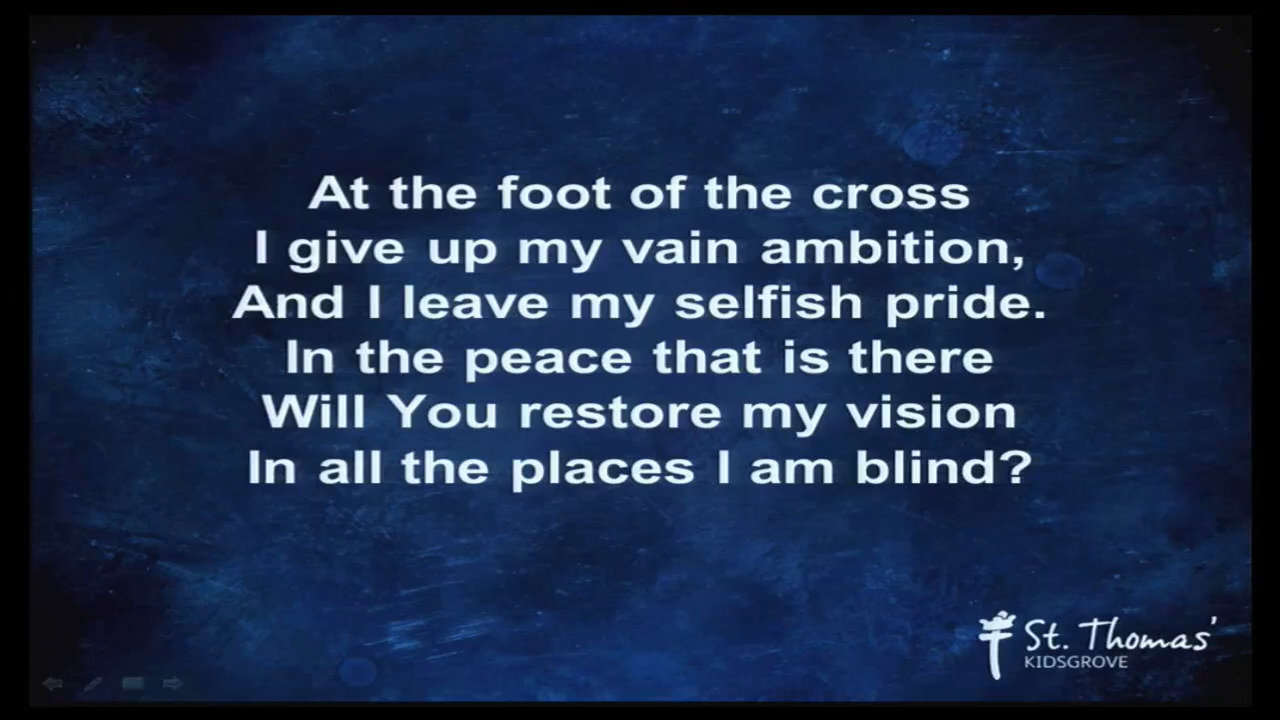 At the foot of the cross
I give up my vain ambition,
And I leave my selfish pride.
In the peace that is there
Will You restore my vision
In all the places I am blind?
St. Thomas'
KIDSGROVE